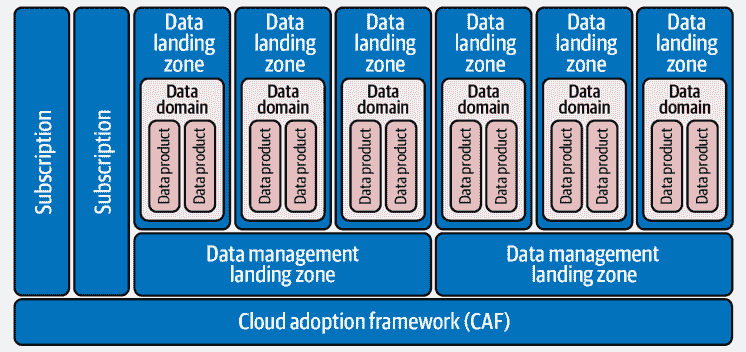 Subscription
Subscription
Data
landing
zone
Data
domain
Data product
Data product
Data
landing
zone
Data
domain
Data product
Data product
Data
landing
zone
Data
domain
Data product
Data product
Data
landing
zone
Data
domain
Data product
Data product
Data
landing
zone
Data
domain
Data product
Data product
Data
landing
zone
Data
domain
Data product
Data product
Data management
landing zone
Data management
landing zone
Cloud adoption framework (CAF)